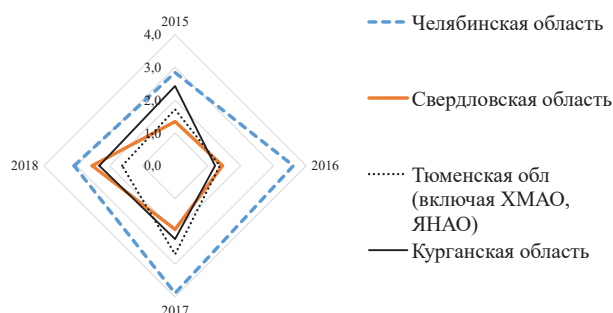 2015
4,0
3,0
2,0
1,0
0,0
2018
2016
2017
Челябинская область
Свердловская область
Тюменская обл
(включая ХМАО,
ЯНАО)
Курганская область